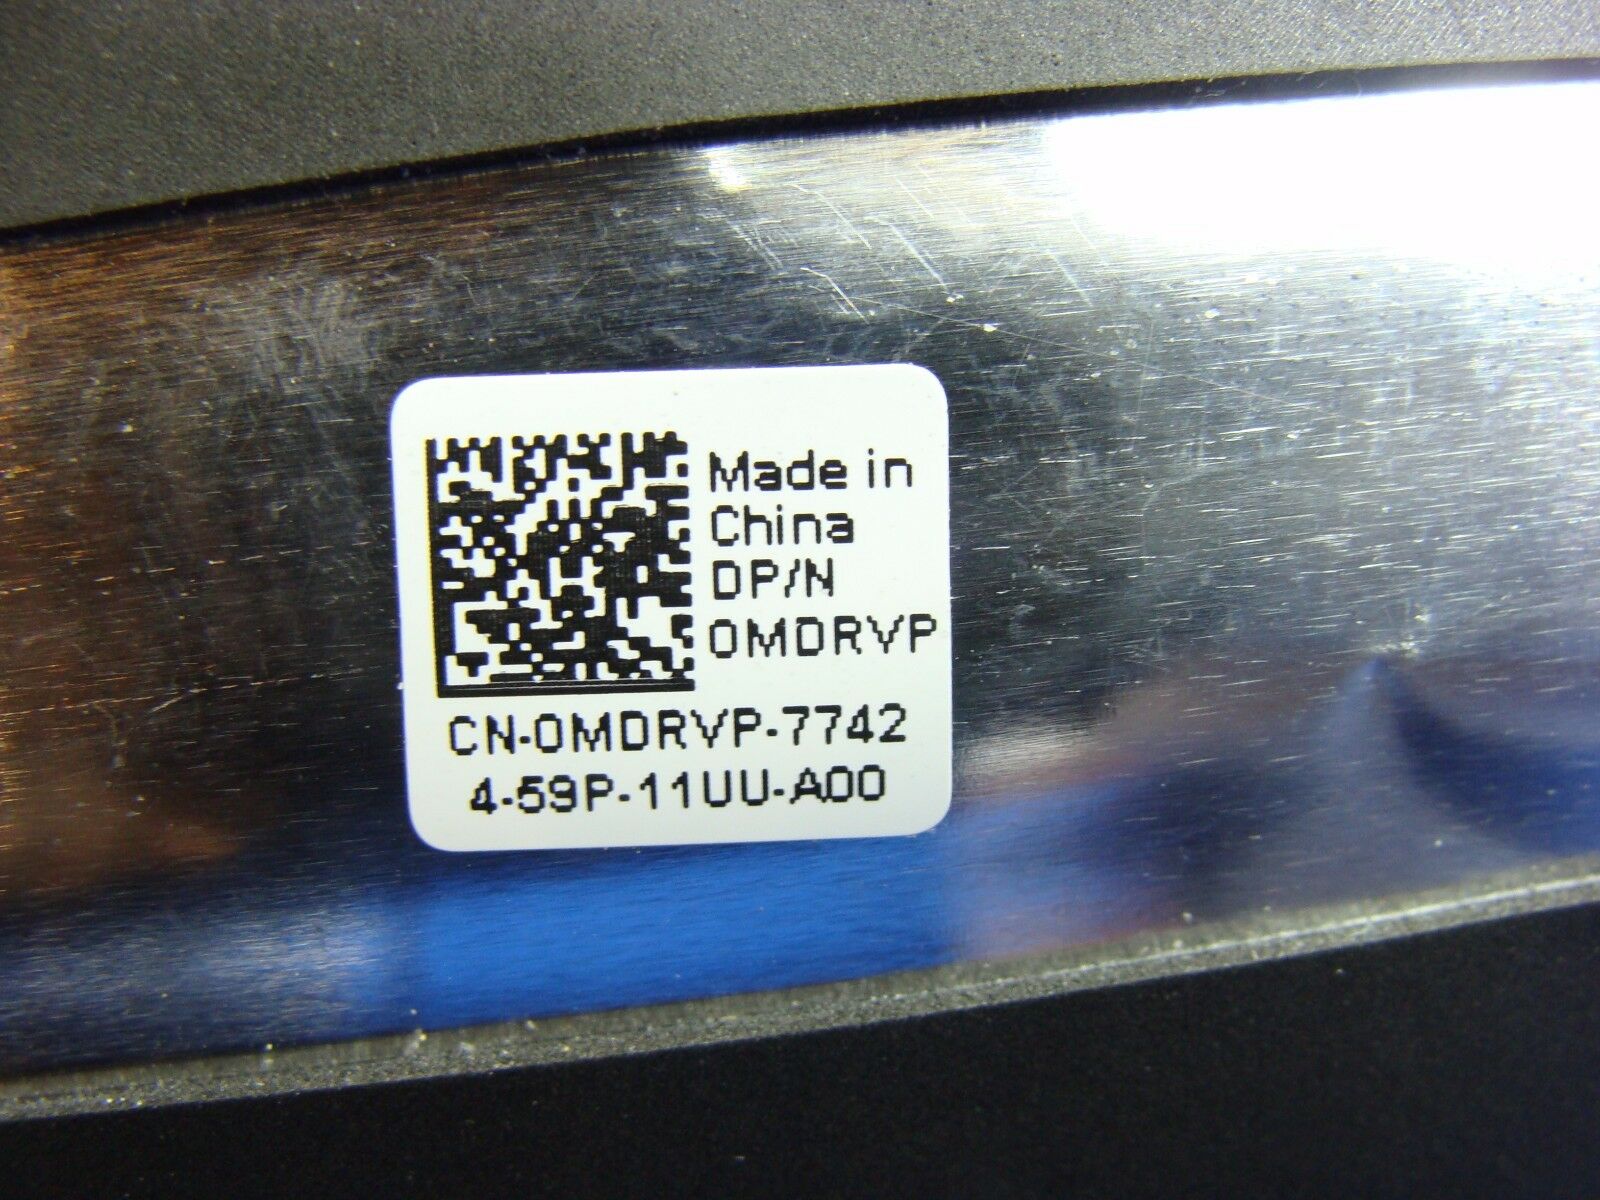 Made in
China
DP/N
0MDRVP
CN-0MDRVP-7742
4-59P-11UU-A00